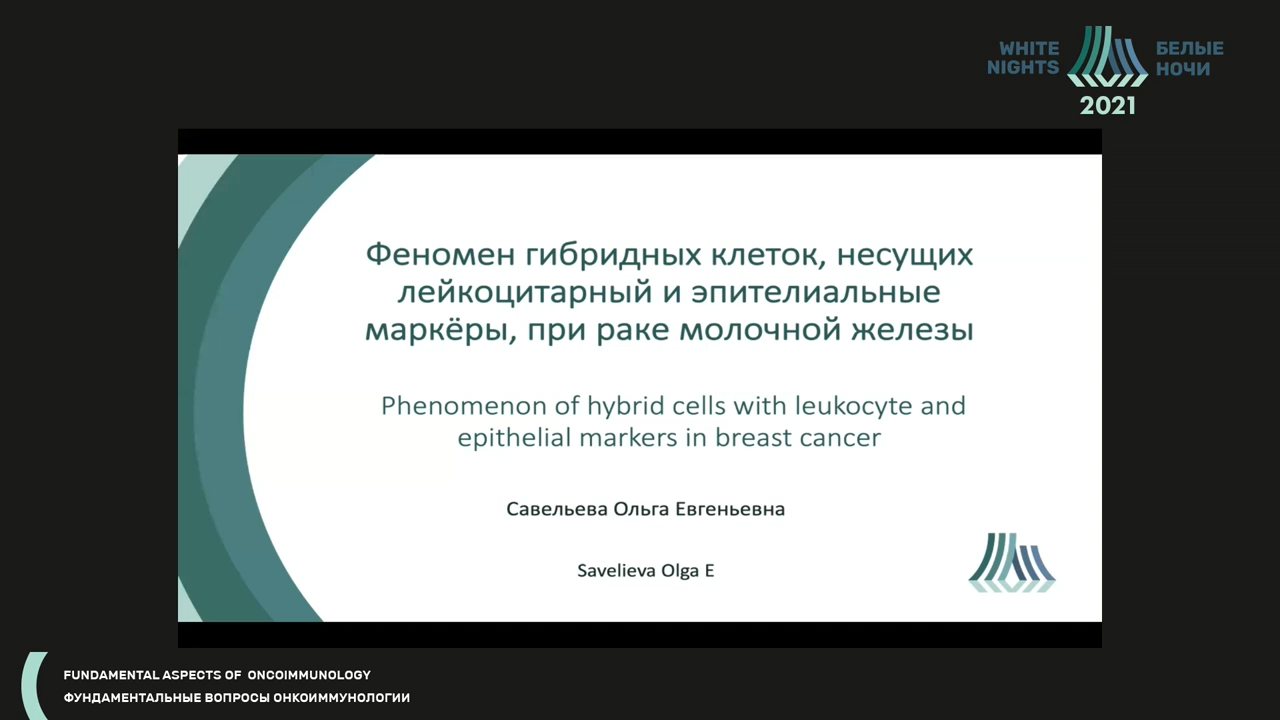 WHITE
NIGHTS
БЕЛЫЕ
НОЧИ
2021
Феномен гибридных клеток, несущих
лейкоцитарный и эпителиальные
маркёры, при раке молочной железы
Phenomenon of hybrid cells with leukocyte and
epithelial markers in breast cancer
Савельева Ольга Евгеньевна
Savelieva Olga E
FUNDAMENTAL ASPECTS OF ONCOIMMUNOLOGY
ФУНДАМЕНТАЛЬНЫЕ ВОПРОСЫ ОНКОИММУНОЛОГИИ